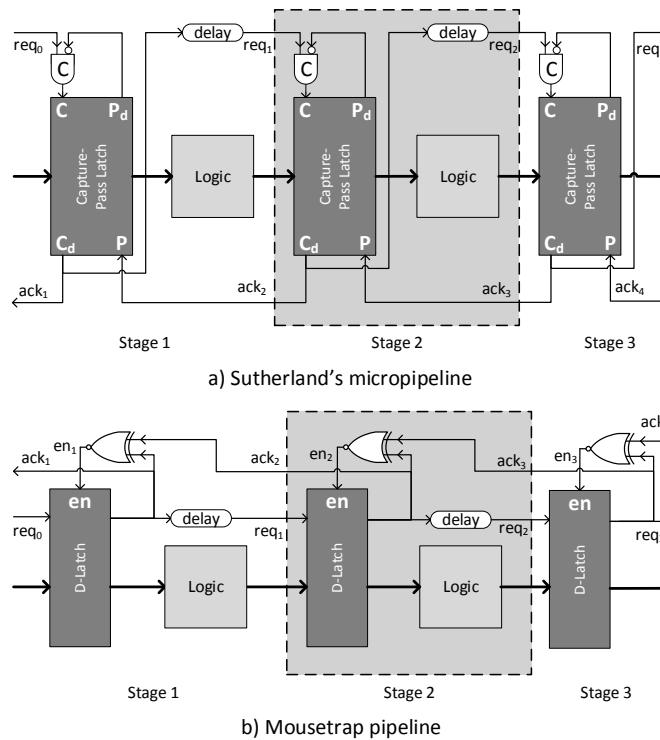 delay
delay
req0
req1
req2
req
C
C
C
C
Pd
C
Pd
C
Pd
Capture-
Pass Latch
Logic
Capture-
Pass Latch
Logic
Capture-
Pass Latch
Cd
P
Cd
P
Cd
P
ack1
ack2
ack3
ack4
Stage 1
Stage 2
Stage 3
a) Sutherland's micropipeline
en1
en2
en3
ack1
ack2
ack3
ack
en
en
en
req0
delay
req1
delay
req2
req
D-Latch
Logic
D-Latch
Logic
D-Latch
Stage 1
Stage 2
Stage 3
b) Mousetrap pipeline